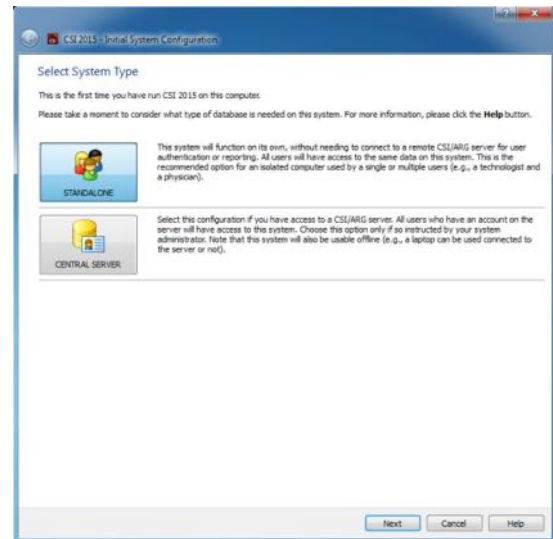 CSI 2015 - Initial System Configuration
Select System Type
This is the first time you have run CSI 2015 on this computer.
Please take a moment to consider what type of database is needed on this system. For more information, please click the Help button.
This system will function on its own, without needing to connect to a remote CSI/ARG server for user
authentication or reporting. All users will have access to the same data on this system. This is the
recommended option for an isolated computer used by a single or multiple users (e.g., a technologist and
a physician).
STANDALONE
Select this configuration if you have access to a CSI/ARG server. All users who have an account on the
server will have access to this system. Choose this option only if so instructed by your system
administrator. Note that this system will also be usable offline (e.g., a laptop can be used connected to
the server or not).
CENTRAL SERVER
Next
Cancel
Help